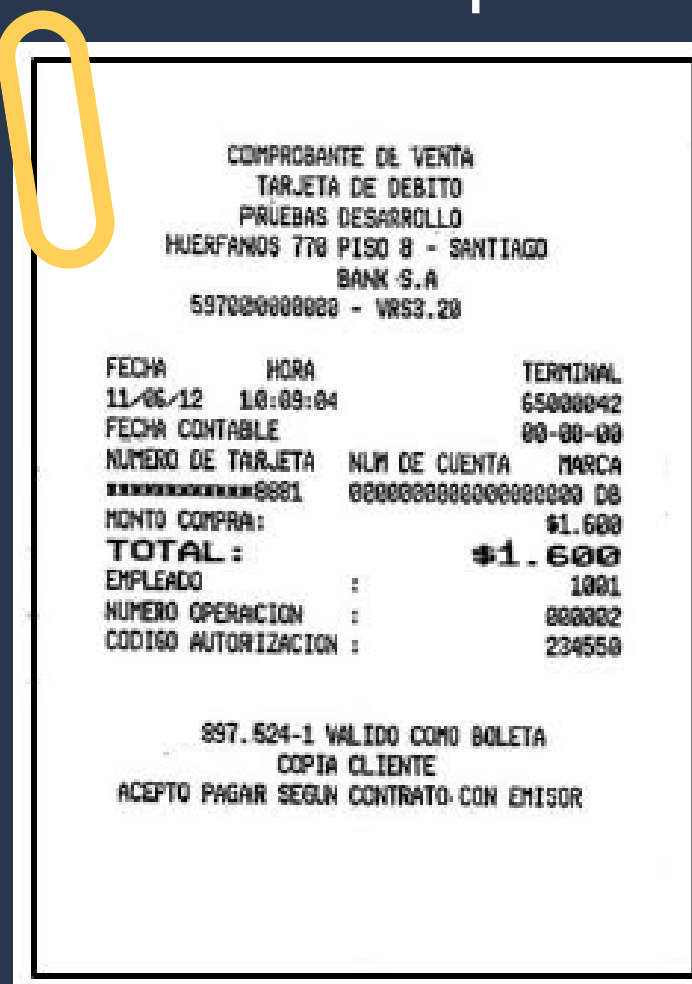 COMPROBANTE DE VENTA
TARJETA DE DEBITO
PRUEBAS DESARROLLO
HUERFANOS 770 PISO 8 - SANTIAGO
BANK S.A
597000000000 - VRS3.20
FECHA HORA TERMINAL
11/06/12 10:09:04 65000042
FECHA CONTABLE 00-00-00
NUMERO DE TARJETA NUM DE CUENTA MARCA
8881 0000000000000000000 DB
MONTO COMPRA: $1.600
TOTAL: $1.600
EMPLEADO : 1001
NUMERO OPERACION : 000002
CODIGO AUTORIZACION : 234550
897.524-1 VALIDO COMO BOLETA
COPIA CLIENTE
ACEPTO PAGAR SEGUN CONTRATO CON EMISOR